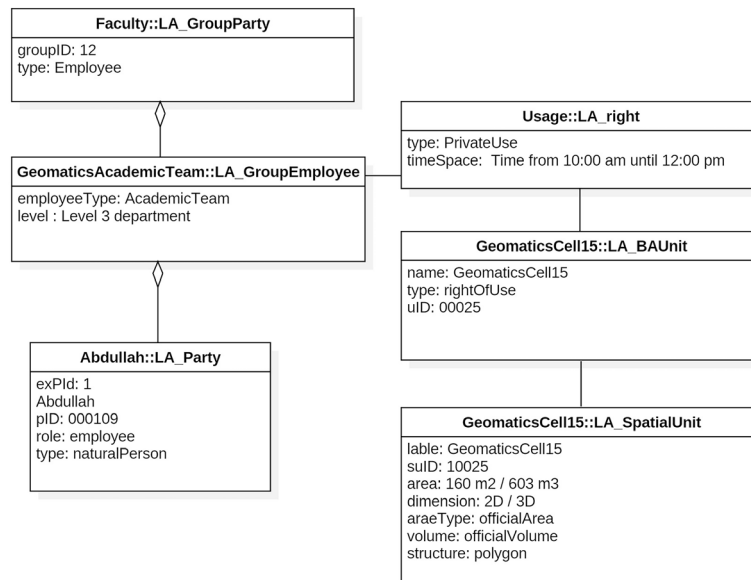 Faculty::LA_GroupParty
groupID: 12
type: Employee
GeomaticsAcademicTeam::LA_GroupEmployee
employeeType: AcademicTeam
level : Level 3 department
Abdullah::LA_Party
exPId: 1
Abdullah
pID: 000109
role: employee
type: naturalPerson
Usage::LA_right
type: PrivateUse
timeSpace:  Time from 10:00 am until 12:00 pm
GeomaticsCell15::LA_BAUnit
name: GeomaticsCell15
type: rightOfUse
uID: 00025
GeomaticsCell15::LA_SpatialUnit
lable: GeomaticsCell15
suID: 10025
area: 160 m2 / 603 m3
dimension: 2D / 3D
araeType: officialArea
volume: officialVolume
structure: polygon